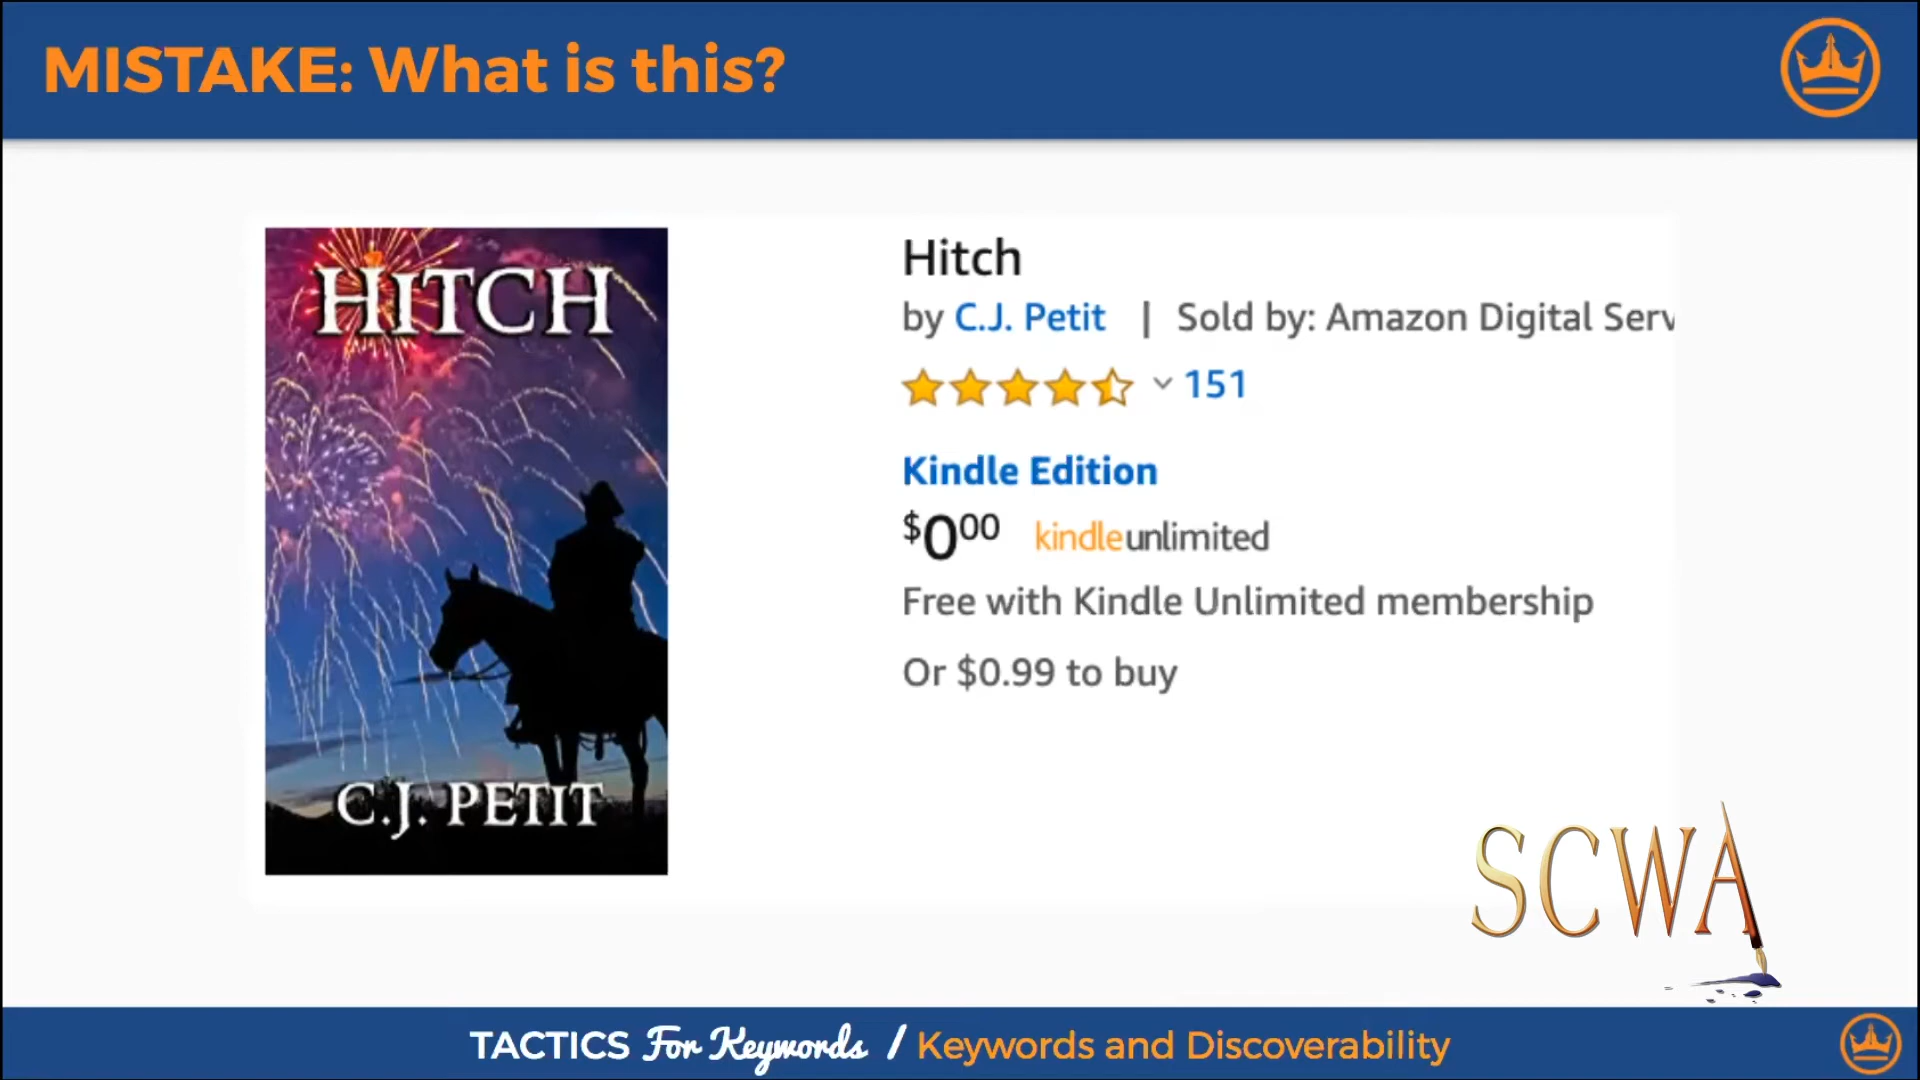 MISTAKE: What is this?
HITCH
C.J. PETIT
Hitch
by C.J. Petit | Sold by: Amazon Digital Serv
151
Kindle Edition
$000 kindleunlimited
Free with Kindle Unlimited membership
Or $0.99 to buy
SCWA
TACTICS For Keywords / Keywords and Discoverability